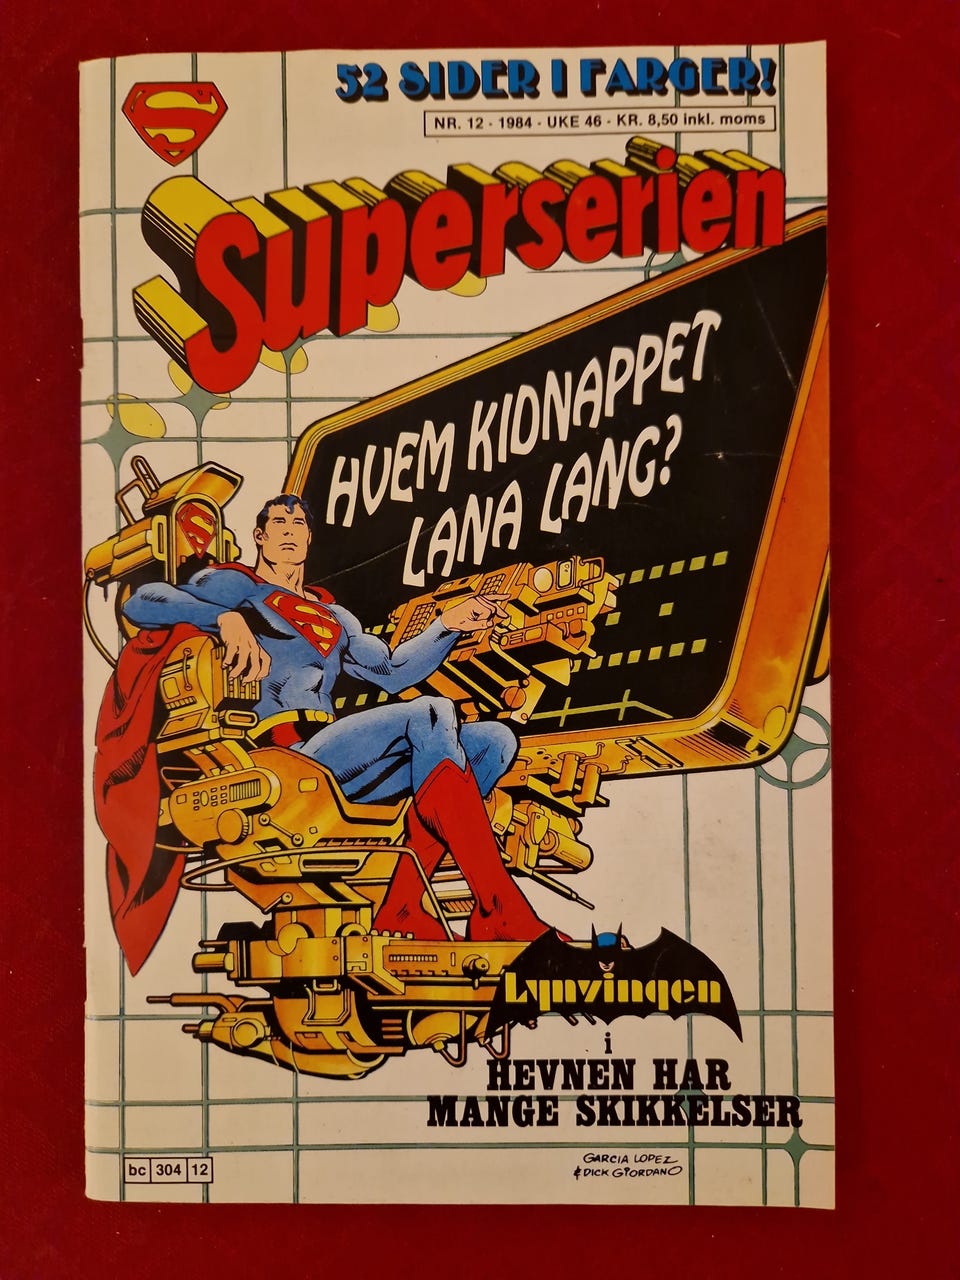 52 SIDER I FARGER!
NR. 12 - 1984 - UKE 46 - KR. 8,50 inkl. moms
S
Superserien
HVEM KIDNAPPET
LANA LANG?
S
S
Lynvingen
i
HEVNEN HAR
MANGE SKIKKELSER
GARCIA LOPEZ
& DICK GIORDANO
bc 304 12